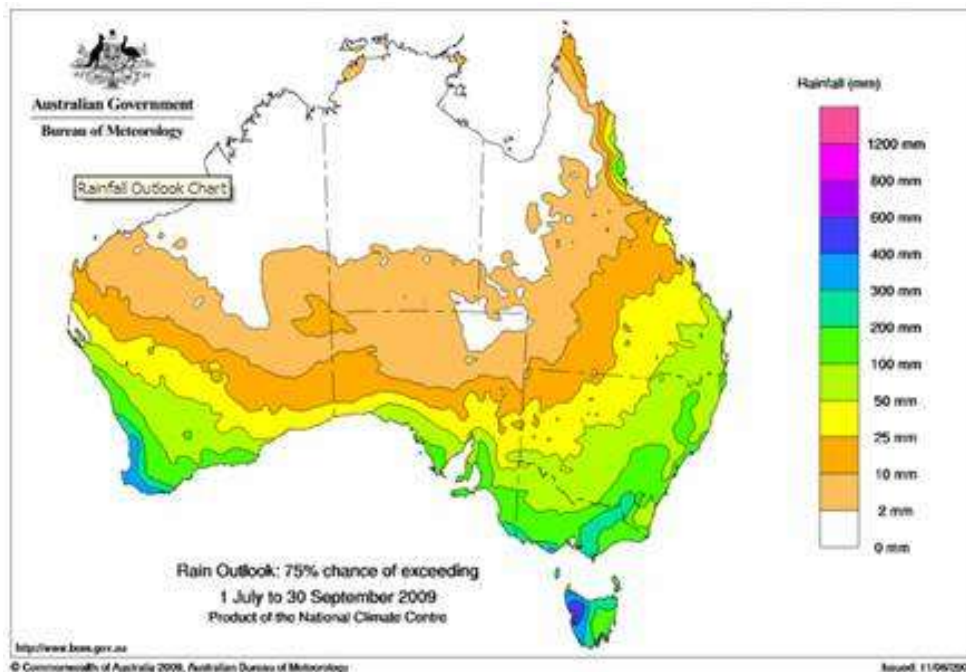 Australian Government
Bureau of Meteorology
Rainfall Outlook Chart
Rainfall (mm)
1200 mm
800 mm
600 mm
400 mm
300 mm
200 mm
100 mm
50 mm
25 mm
10 mm
2 mm
0 mm
Rain Outlook: 75% chance of exceeding
1 July to 30 September 2009
Product of the National Climate Centre
http://www.bom.gov.au
© Commonwealth of Australia 2009, Australian Bureau of Meteorology
Issued: